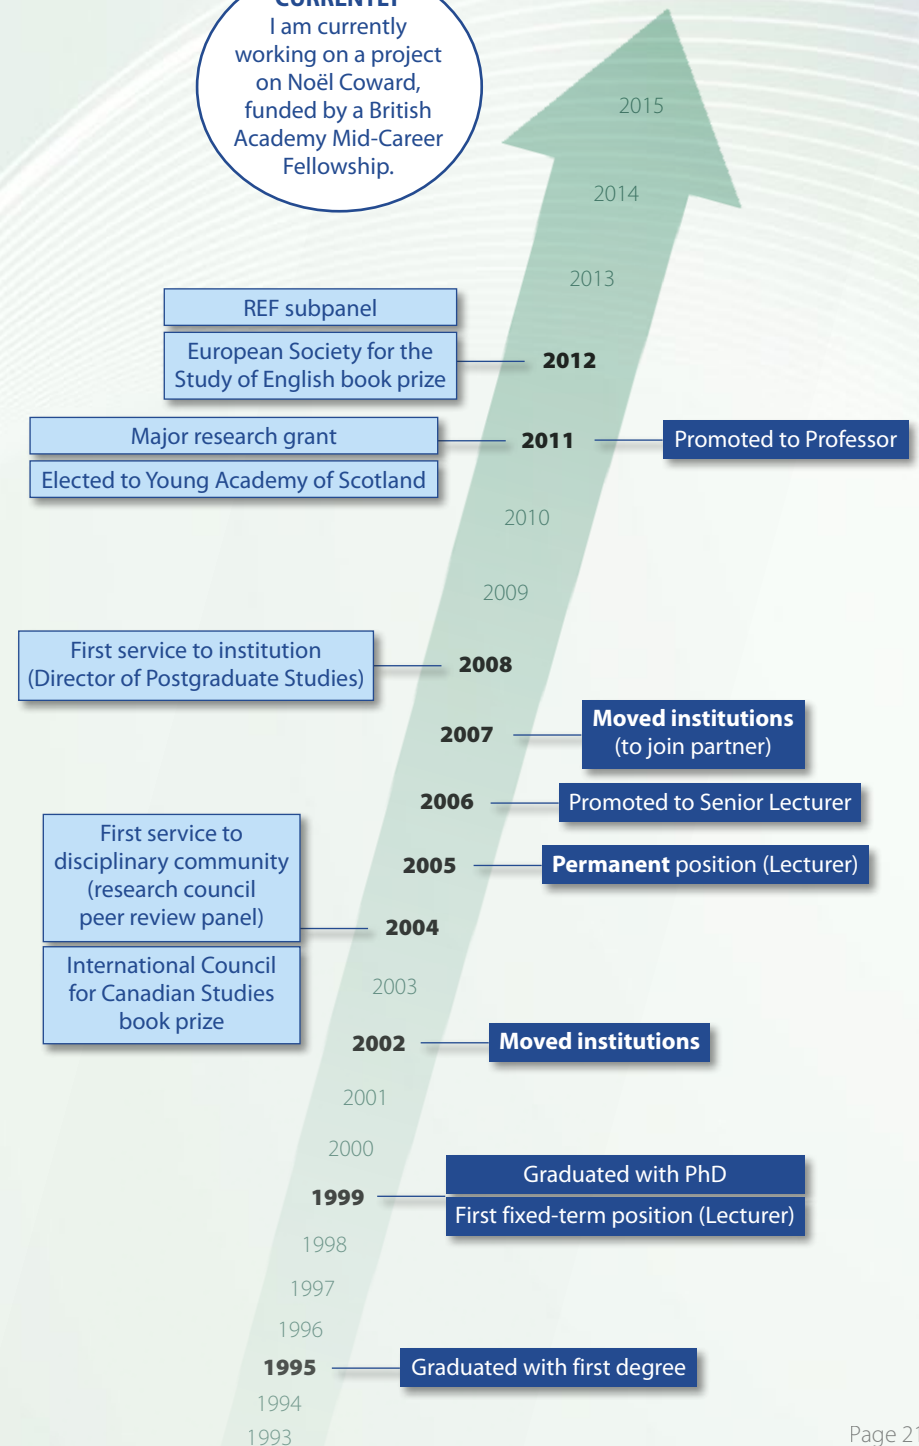 CURRENTLY
I am currently
working on a project
on Noël Coward,
funded by a British
Academy Mid-Career
Fellowship.
2015
2014
2013
REF subpanel
European Society for the
Study of English book prize
2012
Major research grant
Elected to Young Academy of Scotland
2011
Promoted to Professor
2010
2009
First service to institution
(Director of Postgraduate Studies)
2008
2007
Moved institutions
(to join partner)
2006
Promoted to Senior Lecturer
2005
Permanent position (Lecturer)
First service to
disciplinary community
(research council
peer review panel)
International Council
for Canadian Studies
book prize
2004
2003
2002
Moved institutions
2001
2000
1999
Graduated with PhD
First fixed-term position (Lecturer)
1998
1997
1996
1995
Graduated with first degree
1994
1993
Page 21